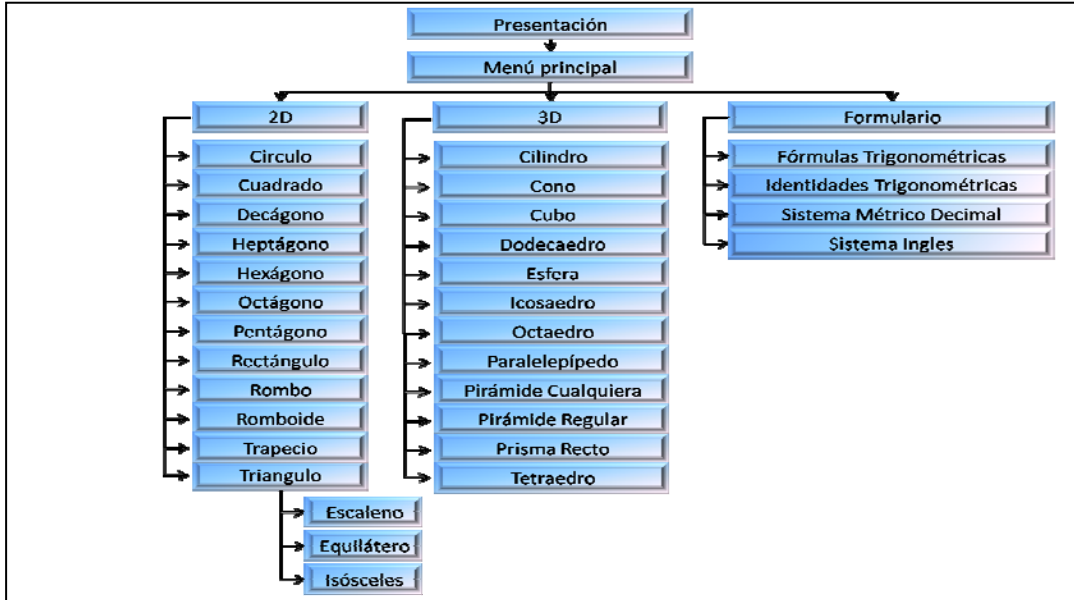 Presentación
Menú principal
2D
Circulo
Cuadrado
Decágono
Heptágono
Hexágono
Octágono
Pentágono
Rectángulo
Rombo
Romboide
Trapecio
Triangulo
Escaleno
Equilátero
Isósceles
3D
Cilindro
Cono
Cubo
Dodecaedro
Esfera
Icosaedro
Octaedro
Paralelepípedo
Pirámide Cualquiera
Pirámide Regular
Prisma Recto
Tetraedro
Formulario
Fórmulas Trigonométricas
Identidades Trigonométricas
Sistema Métrico Decimal
Sistema Ingles